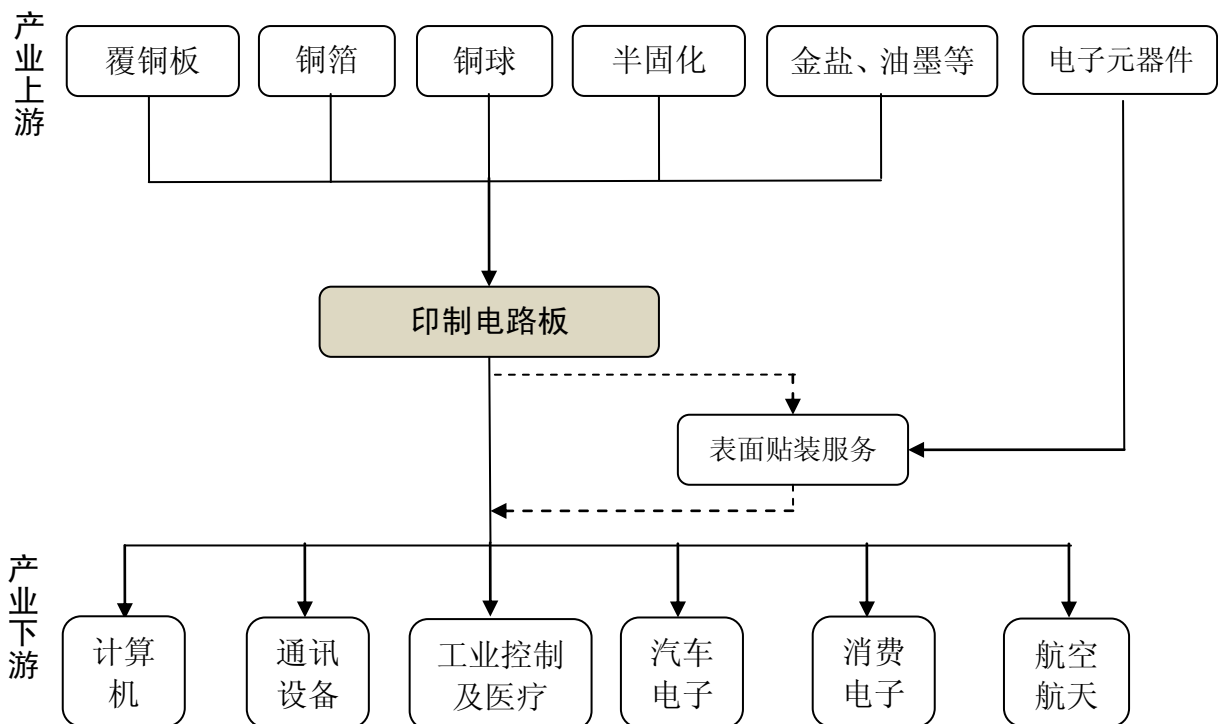 产业上游
覆铜板
铜箔
铜球
半固化
金盐、油墨等
电子元器件
印制电路板
表面贴装服务
产业下游
计算
机
通讯
设备
工业控制
及医疗
汽车
电子
消费
电子
航空
航天